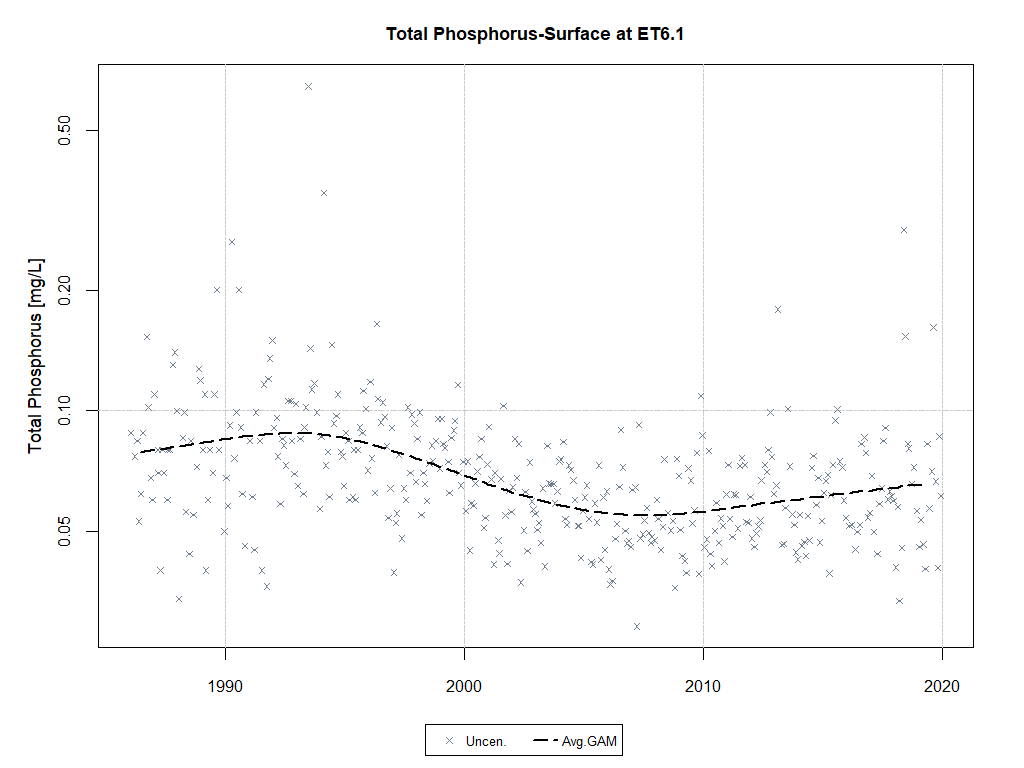 Total Phosphorus-Surface at ET6.1
Total Phosphorus [mg/L]
0.50
0.20
0.10
0.05
1990 2000 2010 2020
Uncen. Avg.GAM